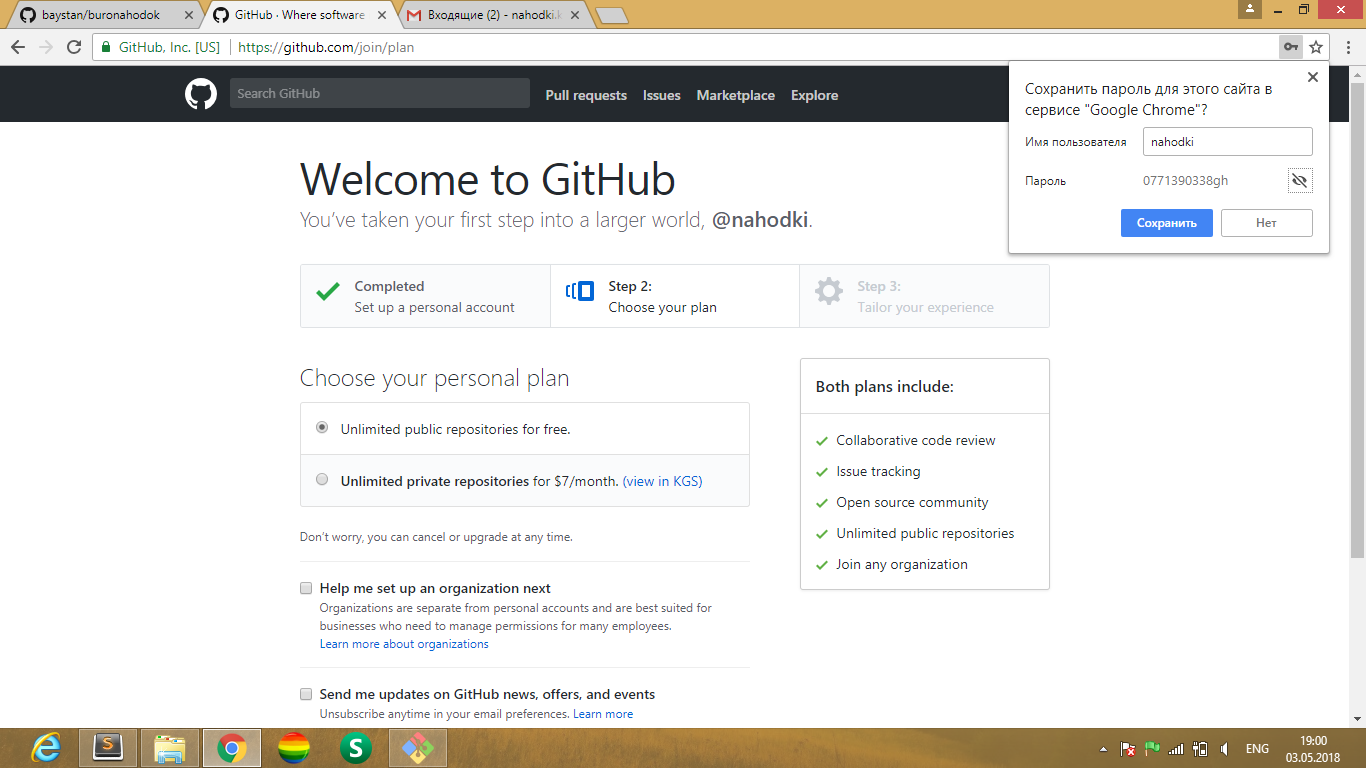 baystan/buronahodok
GitHub · Where software
Входящие (2) - nahodki.k
GitHub, Inc. [US]
https://github.com/join/plan
Search GitHub
Pull requests
Issues
Marketplace
Explore
Сохранить пароль для этого сайта в
сервисе "Google Chrome"?
Имя пользователя
nahodki
Пароль
0771390338gh
Сохранить
Нет
Welcome to GitHub
You’ve taken your first step into a larger world, @nahodki.
Completed
Set up a personal account
Step 2:
Choose your plan
Step 3:
Tailor your experience
Choose your personal plan
Unlimited public repositories for free.
Unlimited private repositories for $7/month. (view in KGS)
Don’t worry, you can cancel or upgrade at any time.
Help me set up an organization next
Organizations are separate from personal accounts and are best suited for
businesses who need to manage permissions for many employees.
Learn more about organizations
Send me updates on GitHub news, offers, and events
Unsubscribe anytime in your email preferences. Learn more
Both plans include:
Collaborative code review
Issue tracking
Open source community
Unlimited public repositories
Join any organization
ENG
19:00
03.05.2018